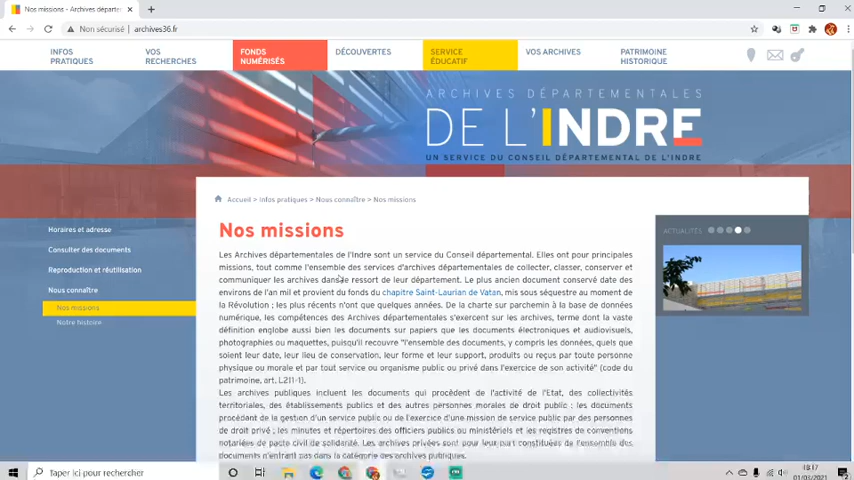 Nos missions - Archives départe
Non sécurisé | archives36.fr
INFOS
PRATIQUES
VOS
RECHERCHES
FONDS
NUMÉRISÉS
DÉCOUVERTES
SERVICE
ÉDUCATIF
VOS ARCHIVES
PATRIMOINE
HISTORIQUE
ARCHIVES DÉPARTEMENTALES
DE L'INDRE
UN SERVICE DU CONSEIL DÉPARTEMENTAL DE L'INDRE
Accueil > Infos pratiques > Nous connaître > Nos missions
Horaires et adresse
Consulter des documents
Reproduction et réutilisation
Nous connaître
Nos missions
Notre histoire
Nos missions
Les Archives départementales de l'Indre sont un service du Conseil départemental. Elles ont pour principales
missions, tout comme l'ensemble des services d'archives départementales de collecter, classer, conserver et
communiquer les archives dans le ressort de leur département. Le plus ancien document conservé date des
environs de l'an mil et provient du fonds du chapitre Saint-Laurian de Vatan, mis sous séquestre au moment de
la Révolution ; les plus récents n'ont que quelques années. De la charte sur parchemin à la base de données
numérique, les compétences des Archives départementales s'exercent sur les archives, terme dont la vaste
définition englobe aussi bien les documents sur papiers que les documents électroniques et audiovisuels,
photographies ou maquettes, puisqu'il recouvre "l'ensemble des documents, y compris les données, quels que
soient leur date, leur lieu de conservation, leur forme et leur support, produits ou reçus par toute personne
physique ou morale et par tout service ou organisme public ou privé dans l'exercice de son activité" (code du
patrimoine, art. L211-1).
Les archives publiques incluent les documents qui procèdent de l'activité de l'Etat, des collectivités
territoriales, des établissements publics et des autres personnes morales de droit public ; les documents
procédant de la gestion d'un service public ou de l'exercice d'une mission de service public par des personnes
de droit privé ; les minutes et répertoires des officiers publics ou ministériels et les registres de conventions
notariées de pacte civil de solidarité. Les archives privées sont pour leur part constituées de l'ensemble des
documents n'entrant pas dans la catégorie des archives publiques.
ACTUALITÉS
Taper ici pour rechercher
18:17
01/03/2021